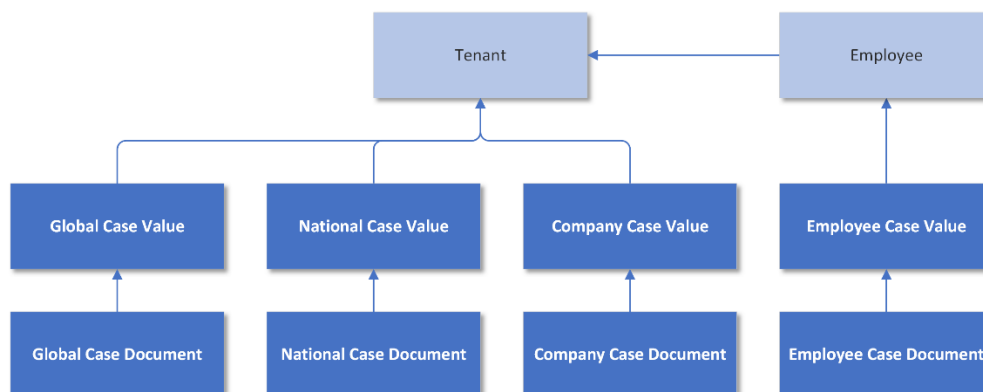 Tenant
Employee
Global Case Value
National Case Value
Company Case Value
Employee Case Value
Global Case Document
National Case Document
Company Case Document
Employee Case Document